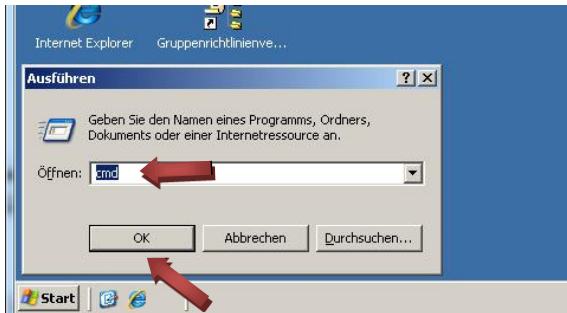 Internet Explorer
Gruppenrichtlinienve...
Ausführen
Geben Sie den Namen eines Programms, Ordners,
Dokuments oder einer Internetressource an.
Öffnen: cmd
OK Abbrechen Durchsuchen...
Start